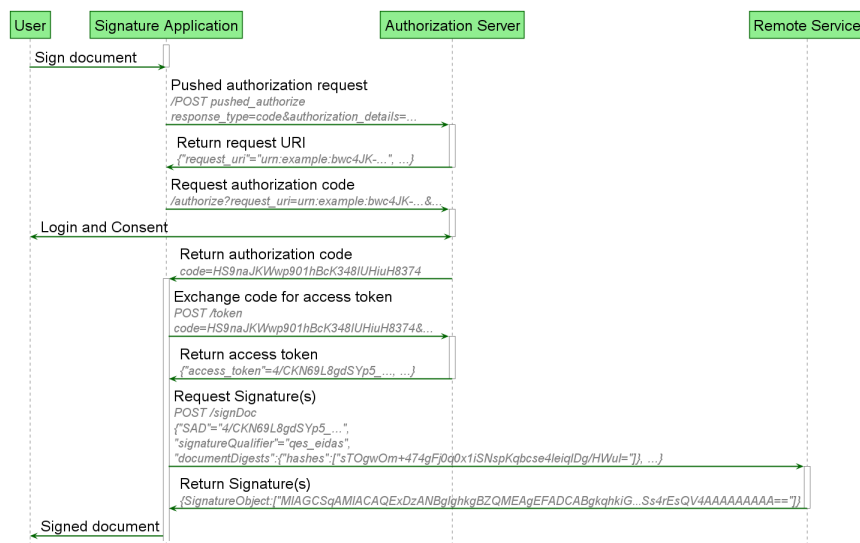 User
Signature Application
Authorization Server
Remote Service
Sign document
Pushed authorization request
/POST pushed_authorize
response_type=code&authorization_details=...
Return request URI
{"request_uri"="urn:example:bwc4JK-...", ...}
Request authorization code
/authorize?request_uri=urn:example:bwc4JK-...&...
Login and Consent
Return authorization code
code=HS9naJKWwp901hBcK348IUHiuH8374
Exchange code for access token
POST /token
code=HS9naJKWwp901hBcK348IUHiuH8374&...
Return access token
{"access_token"=4/CKN69L8gdSYp5_..., ...}
Request Signature(s)
POST /signDoc
{"SAD"="4/CKN69L8gdSYp5_...",
"signatureQualifier"="qes_eidas",
"documentDigests":{"hashes":["sTOgwOm+474gFj0q0x1iSNspKqbcse4IeiqlDg/HWuI="]}, ...}
Return Signature(s)
{SignatureObject:["MIAGCSqAMIACAQExDzANBglghkgBZQMEAgEFADCABgkqhkiG...Ss4rEsQV4AAAAAAAAA=="]}
Signed document